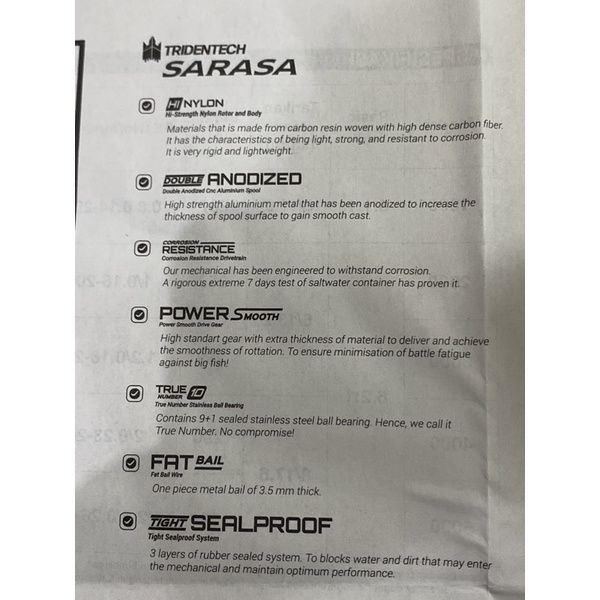 TRIDENTECH
SARASA
HI NYLON
Hi-Strength Nylon Rotor and Body
Materials that is made from carbon resin woven with high dense carbon fiber.
It has the characteristics of being light, strong, and resistant to corrosion.
It is very rigid and lightweight.
DOUBLE ANODIZED
Double Anodized Cnc Aluminium Spool
High strength aluminium metal that has been anodized to increase the
thickness of spool surface to gain smooth cast.
CORROSION
RESISTANCE
Corrosion Resistance Drivetrain
Our mechanical has been engineered to withstand corrosion.
A rigorous extreme 7 days test of saltwater container has proven it.
POWER SMOOTH
Power Smooth Drive Gear
High standart gear with extra thickness of material to deliver and achieve
the smoothness of rottation. To ensure minimisation of battle fatigue
against big fish!
TRUE
NUMBER 10
True Number Stainless Ball Bearing
Contains 9+1 sealed stainless steel ball bearing. Hence, we call it
True Number. No compromise!
FAT BAIL
Fat Bail Wire
One piece metal bail of 3.5 mm thick.
TIGHT SEALPROOF
Tight Sealproof System
3 layers of rubber sealed system. To blocks water and dirt that may enter
the mechanical and maintain optimum performance.